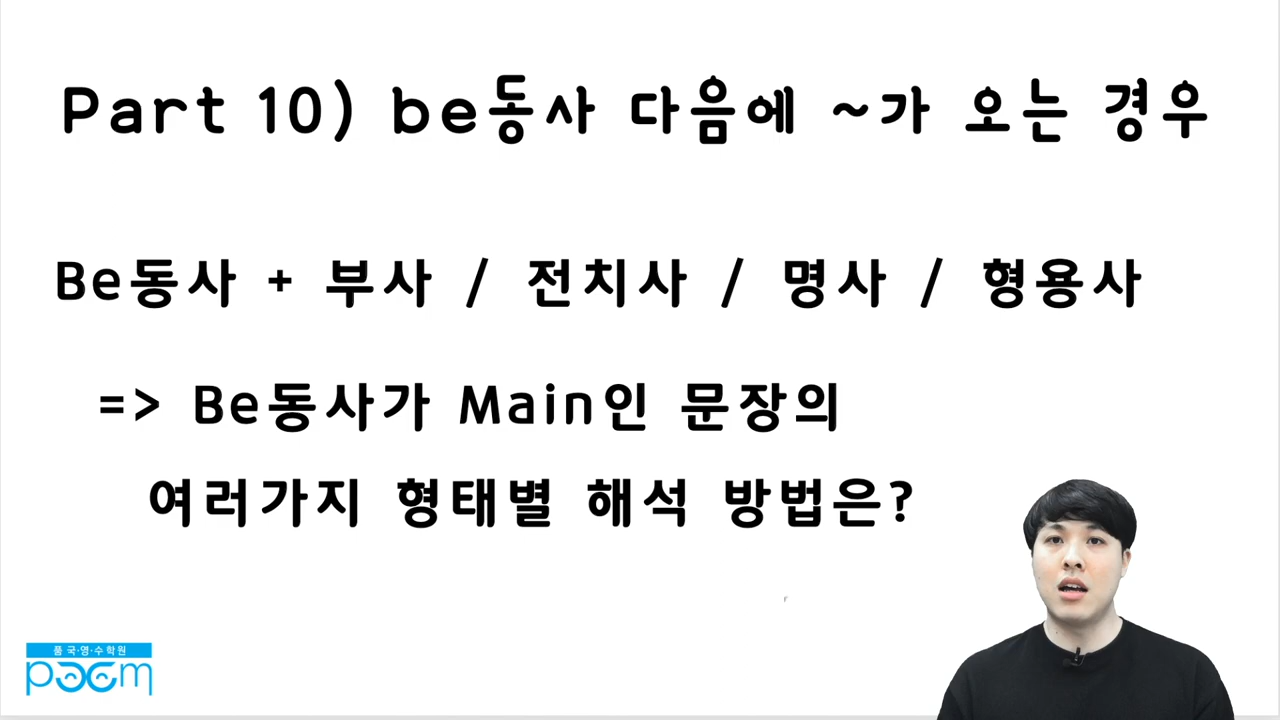 Part 10) be동사 다음에 ~가 오는 경우
Be동사 + 부사 / 전치사 / 명사 / 형용사
=> Be동사가 Main인 문장의
여러가지 형태별 해석 방법은?
품 국·영·수 학원
poem